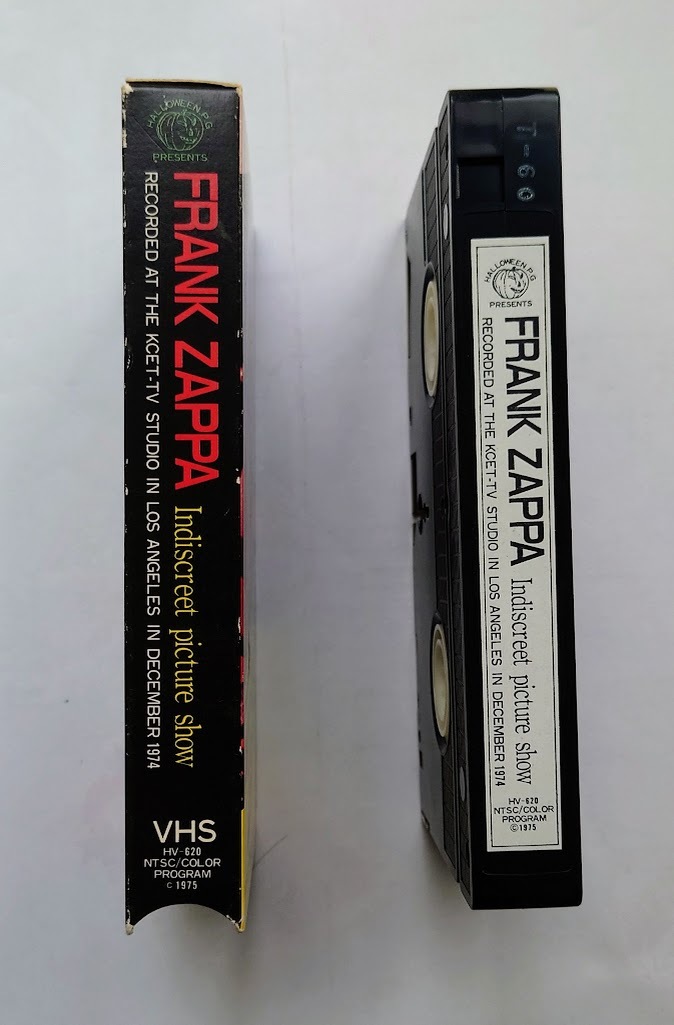 HALLOWEEN P.G
PRESENTS
FRANK ZAPPA Indiscreet picture show
RECORDED AT THE KCET-TV STUDIO IN LOS ANGELES IN DECEMBER 1974
VHS
HV-620
NTSC/COLOR
PROGRAM
C 1975
T-60
HALLOWEEN P.G
PRESENTS
FRANK ZAPPA Indiscreet picture show
RECORDED AT THE KCET-TV STUDIO IN LOS ANGELES IN DECEMBER 1974
HV-620
NTSC/COLOR
PROGRAM
©1975